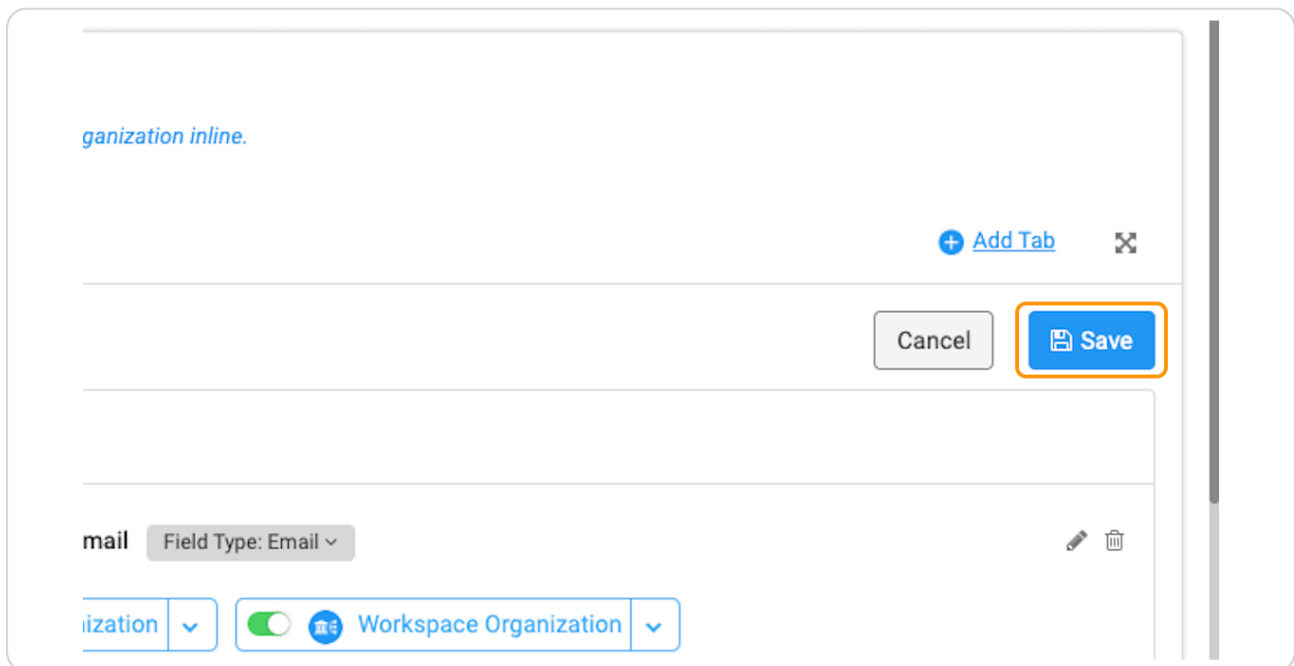 ganization inline.
Add Tab
Cancel Save
mail Field Type: Email
ization Workspace Organization